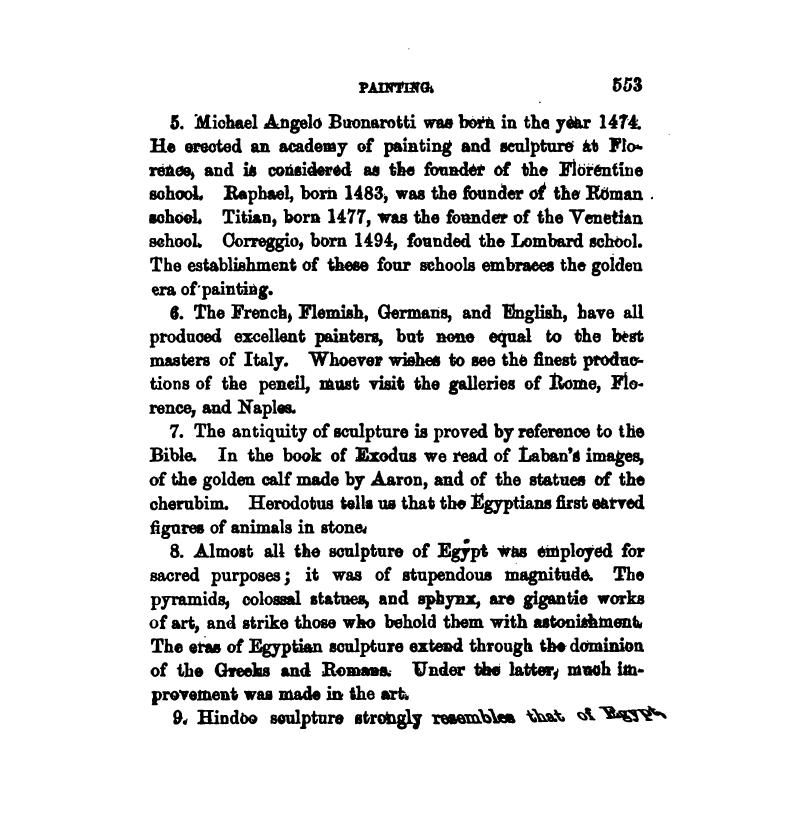 PAINTING. 553
5. Michael Angelo Buonarotti was born in the year 1474.
He erected an academy of painting and sculpture at Flo-
rence, and is considered as the founder of the Florentine
school. Raphael, born 1483, was the founder of the Roman
school. Titian, born 1477, was the founder of the Venetian
school. Correggio, born 1494, founded the Lombard school.
The establishment of these four schools embraces the golden
era of painting.
6. The French, Flemish, Germans, and English, have all
produced excellent painters, but none equal to the best
masters of Italy. Whoever wishes to see the finest produc-
tions of the pencil, must visit the galleries of Rome, Flo-
rence, and Naples.
7. The antiquity of sculpture is proved by reference to the
Bible. In the book of Exodus we read of Laban's images,
of the golden calf made by Aaron, and of the statues of the
cherubim. Herodotus tells us that the Egyptians first carved
figures of animals in stone.
8. Almost all the sculpture of Egypt was employed for
sacred purposes; it was of stupendous magnitude. The
pyramids, colossal statues, and sphynx, are gigantic works
of art, and strike those who behold them with astonishment.
The eras of Egyptian sculpture extend through the dominion
of the Greeks and Romans. Under the latter, much im-
provement was made in the art.
9. Hindoo sculpture strongly resembles that of Egypt,